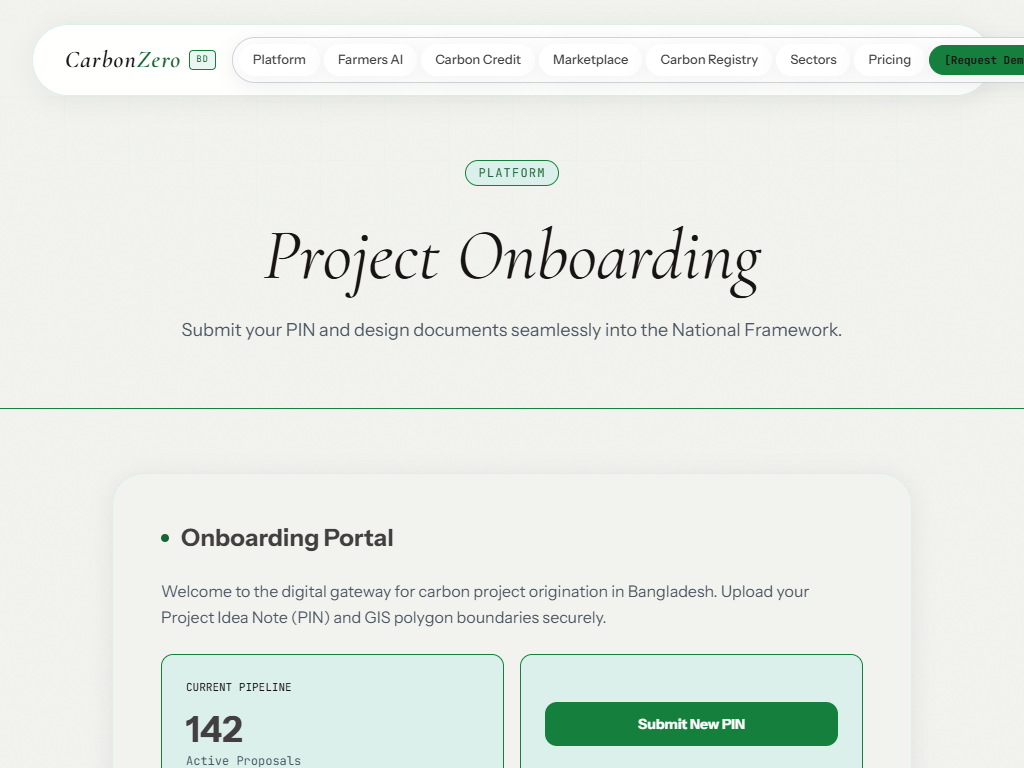 CarbonZero BD
Platform Farmers AI Carbon Credit Marketplace Carbon Registry Sectors Pricing [Request Dem
PLATFORM
Project Onboarding
Submit your PIN and design documents seamlessly into the National Framework.
Onboarding Portal
Welcome to the digital gateway for carbon project origination in Bangladesh. Upload your
Project Idea Note (PIN) and GIS polygon boundaries securely.
CURRENT PIPELINE
142
Active Proposals
Submit New PIN